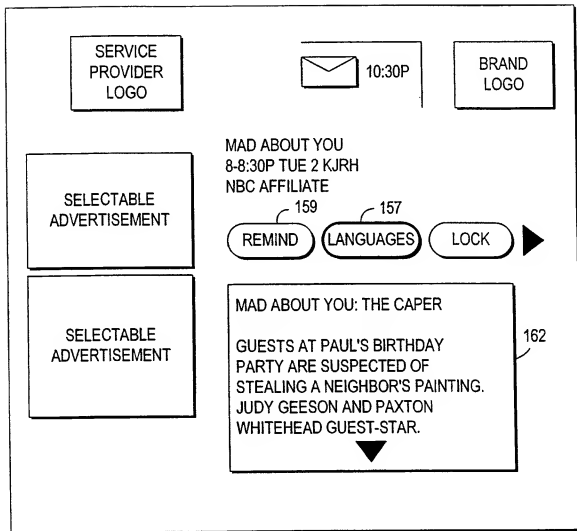 SERVICE
PROVIDER
LOGO
10:30P
BRAND
LOGO
MAD ABOUT YOU
8-8:30P TUE 2 KJRH
NBC AFFILIATE
SELECTABLE
ADVERTISEMENT
159
157
REMIND
LANGUAGES
LOCK
MAD ABOUT YOU: THE CAPER
GUESTS AT PAUL'S BIRTHDAY
PARTY ARE SUSPECTED OF
STEALING A NEIGHBOR'S PAINTING.
JUDY GEESON AND PAXTON
WHITEHEAD GUEST-STAR.
162
SELECTABLE
ADVERTISEMENT